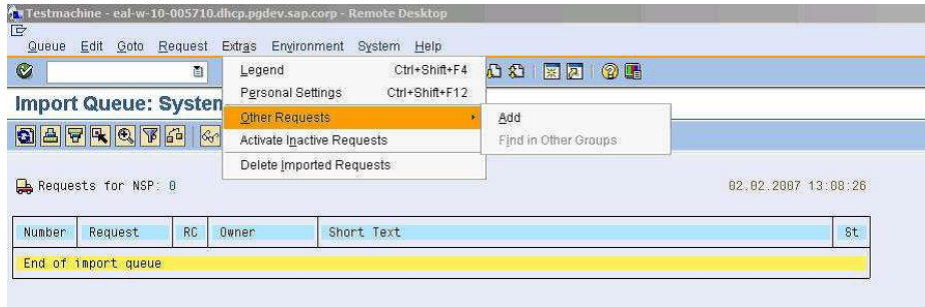 Testmachine - eal-w-10-005710.dhcp.pgdev.sap.corp - Remote Desktop
Queue Edit Goto Request Extras Environment System Help
Legend Ctrl+Shift+F4
Personal Settings Ctrl+Shift+F12
Import Queue: System
Other Requests Add
Activate Inactive Requests Find in Other Groups
Delete Imported Requests
Requests for NSP: 0 02.02.2007 13:08:26
Number Request RC Owner Short Text St
End of import queue